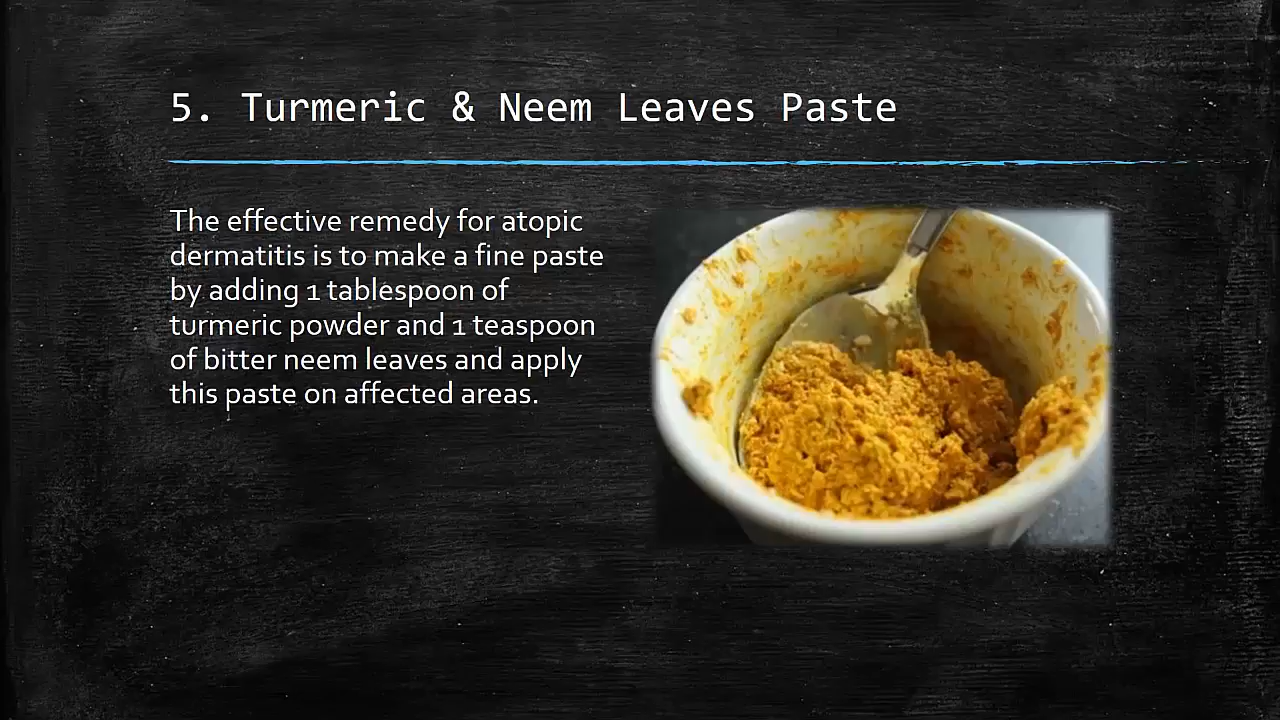 5. Turmeric & Neem Leaves Paste
The effective remedy for atopic
dermatitis is to make a fine paste
by adding 1 tablespoon of
turmeric powder and 1 teaspoon
of bitter neem leaves and apply
this paste on affected areas.